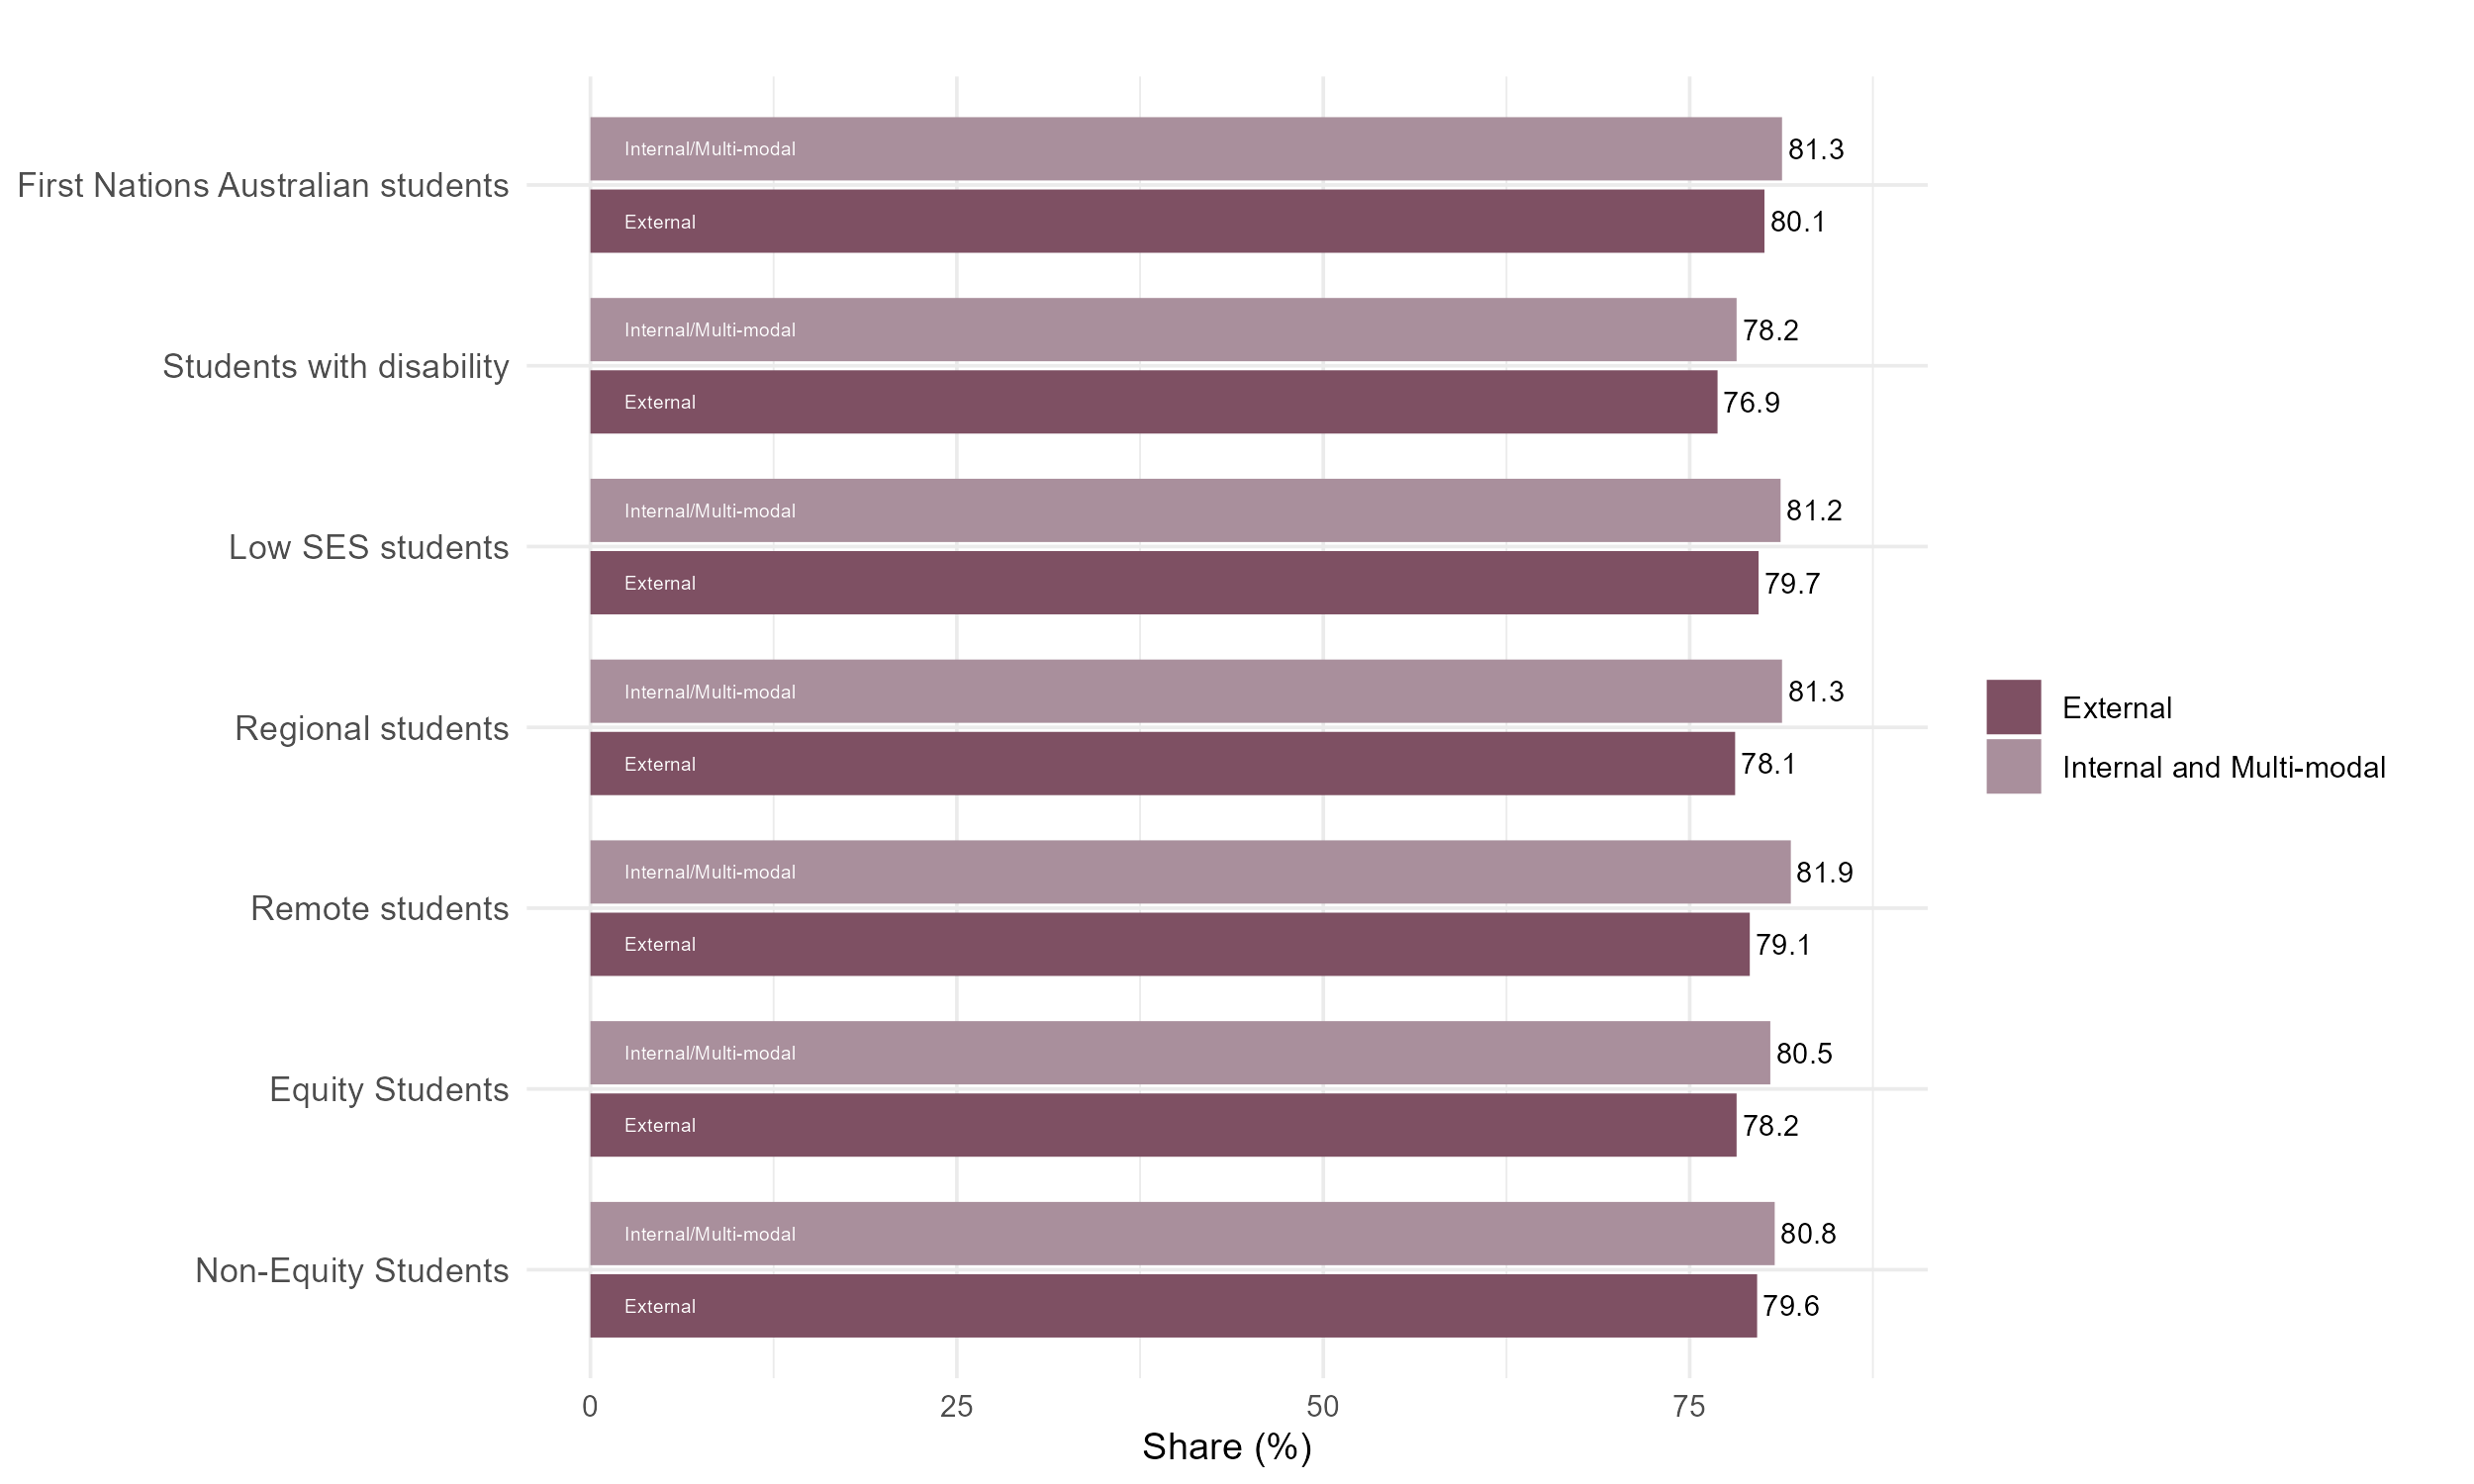 First Nations Australian students
Internal/Multi-modal
81.3
External
80.1
Students with disability
Internal/Multi-modal
78.2
External
76.9
Low SES students
Internal/Multi-modal
81.2
External
79.7
Regional students
Internal/Multi-modal
81.3
External
78.1
Remote students
Internal/Multi-modal
81.9
External
79.1
Equity Students
Internal/Multi-modal
80.5
External
78.2
Non-Equity Students
Internal/Multi-modal
80.8
External
79.6
0 25 50 75
Share (%)
External
Internal and Multi-modal